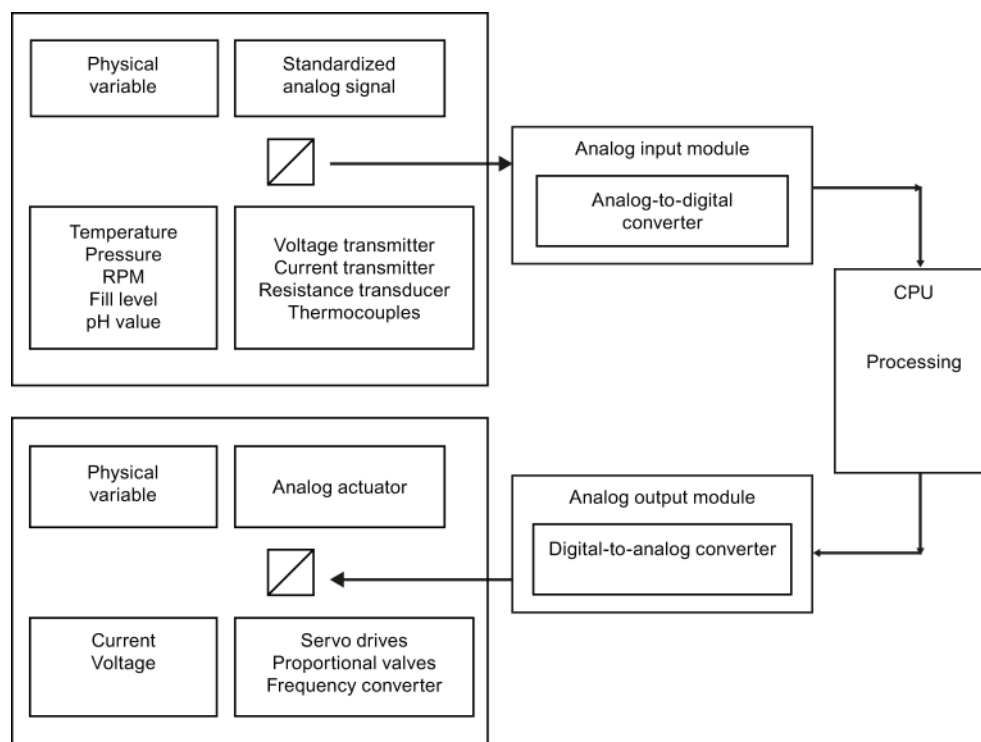 Physical
variable
Standardized
analog signal
Temperature
Pressure
RPM
Fill level
pH value
Voltage transmitter
Current transmitter
Resistance transducer
Thermocouples
Analog input module
Analog-to-digital
converter
CPU
Processing
Physical
variable
Analog actuator
Current
Voltage
Servo drives
Proportional valves
Frequency converter
Analog output module
Digital-to-analog converter